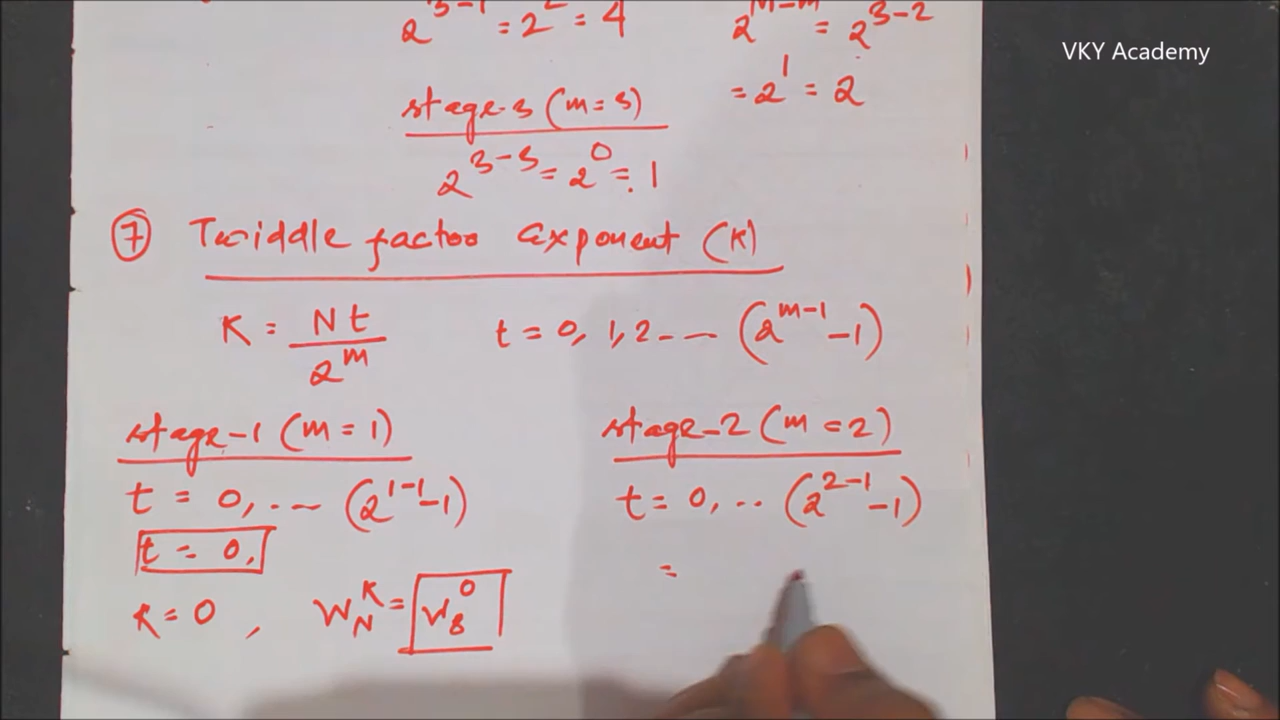 2^{3-1} = 2^2 = 4
2^{M-m} = 2^{3-2}
= 2^1 = 2
VKY Academy
stage-3 (m=3)
2^{3-3} = 2^0 = 1
⑦ Twiddle factor exponent (K)
K = \frac{Nt}{2^m} t = 0, 1, 2 --- (2^{m-1} - 1)
stage-1 (m = 1)
t = 0, ... (2^{1-1} - 1)
t = 0,
K = 0 , W_N^K = W_8^0
stage-2 (m = 2)
t = 0, .. (2^{2-1} - 1)
=